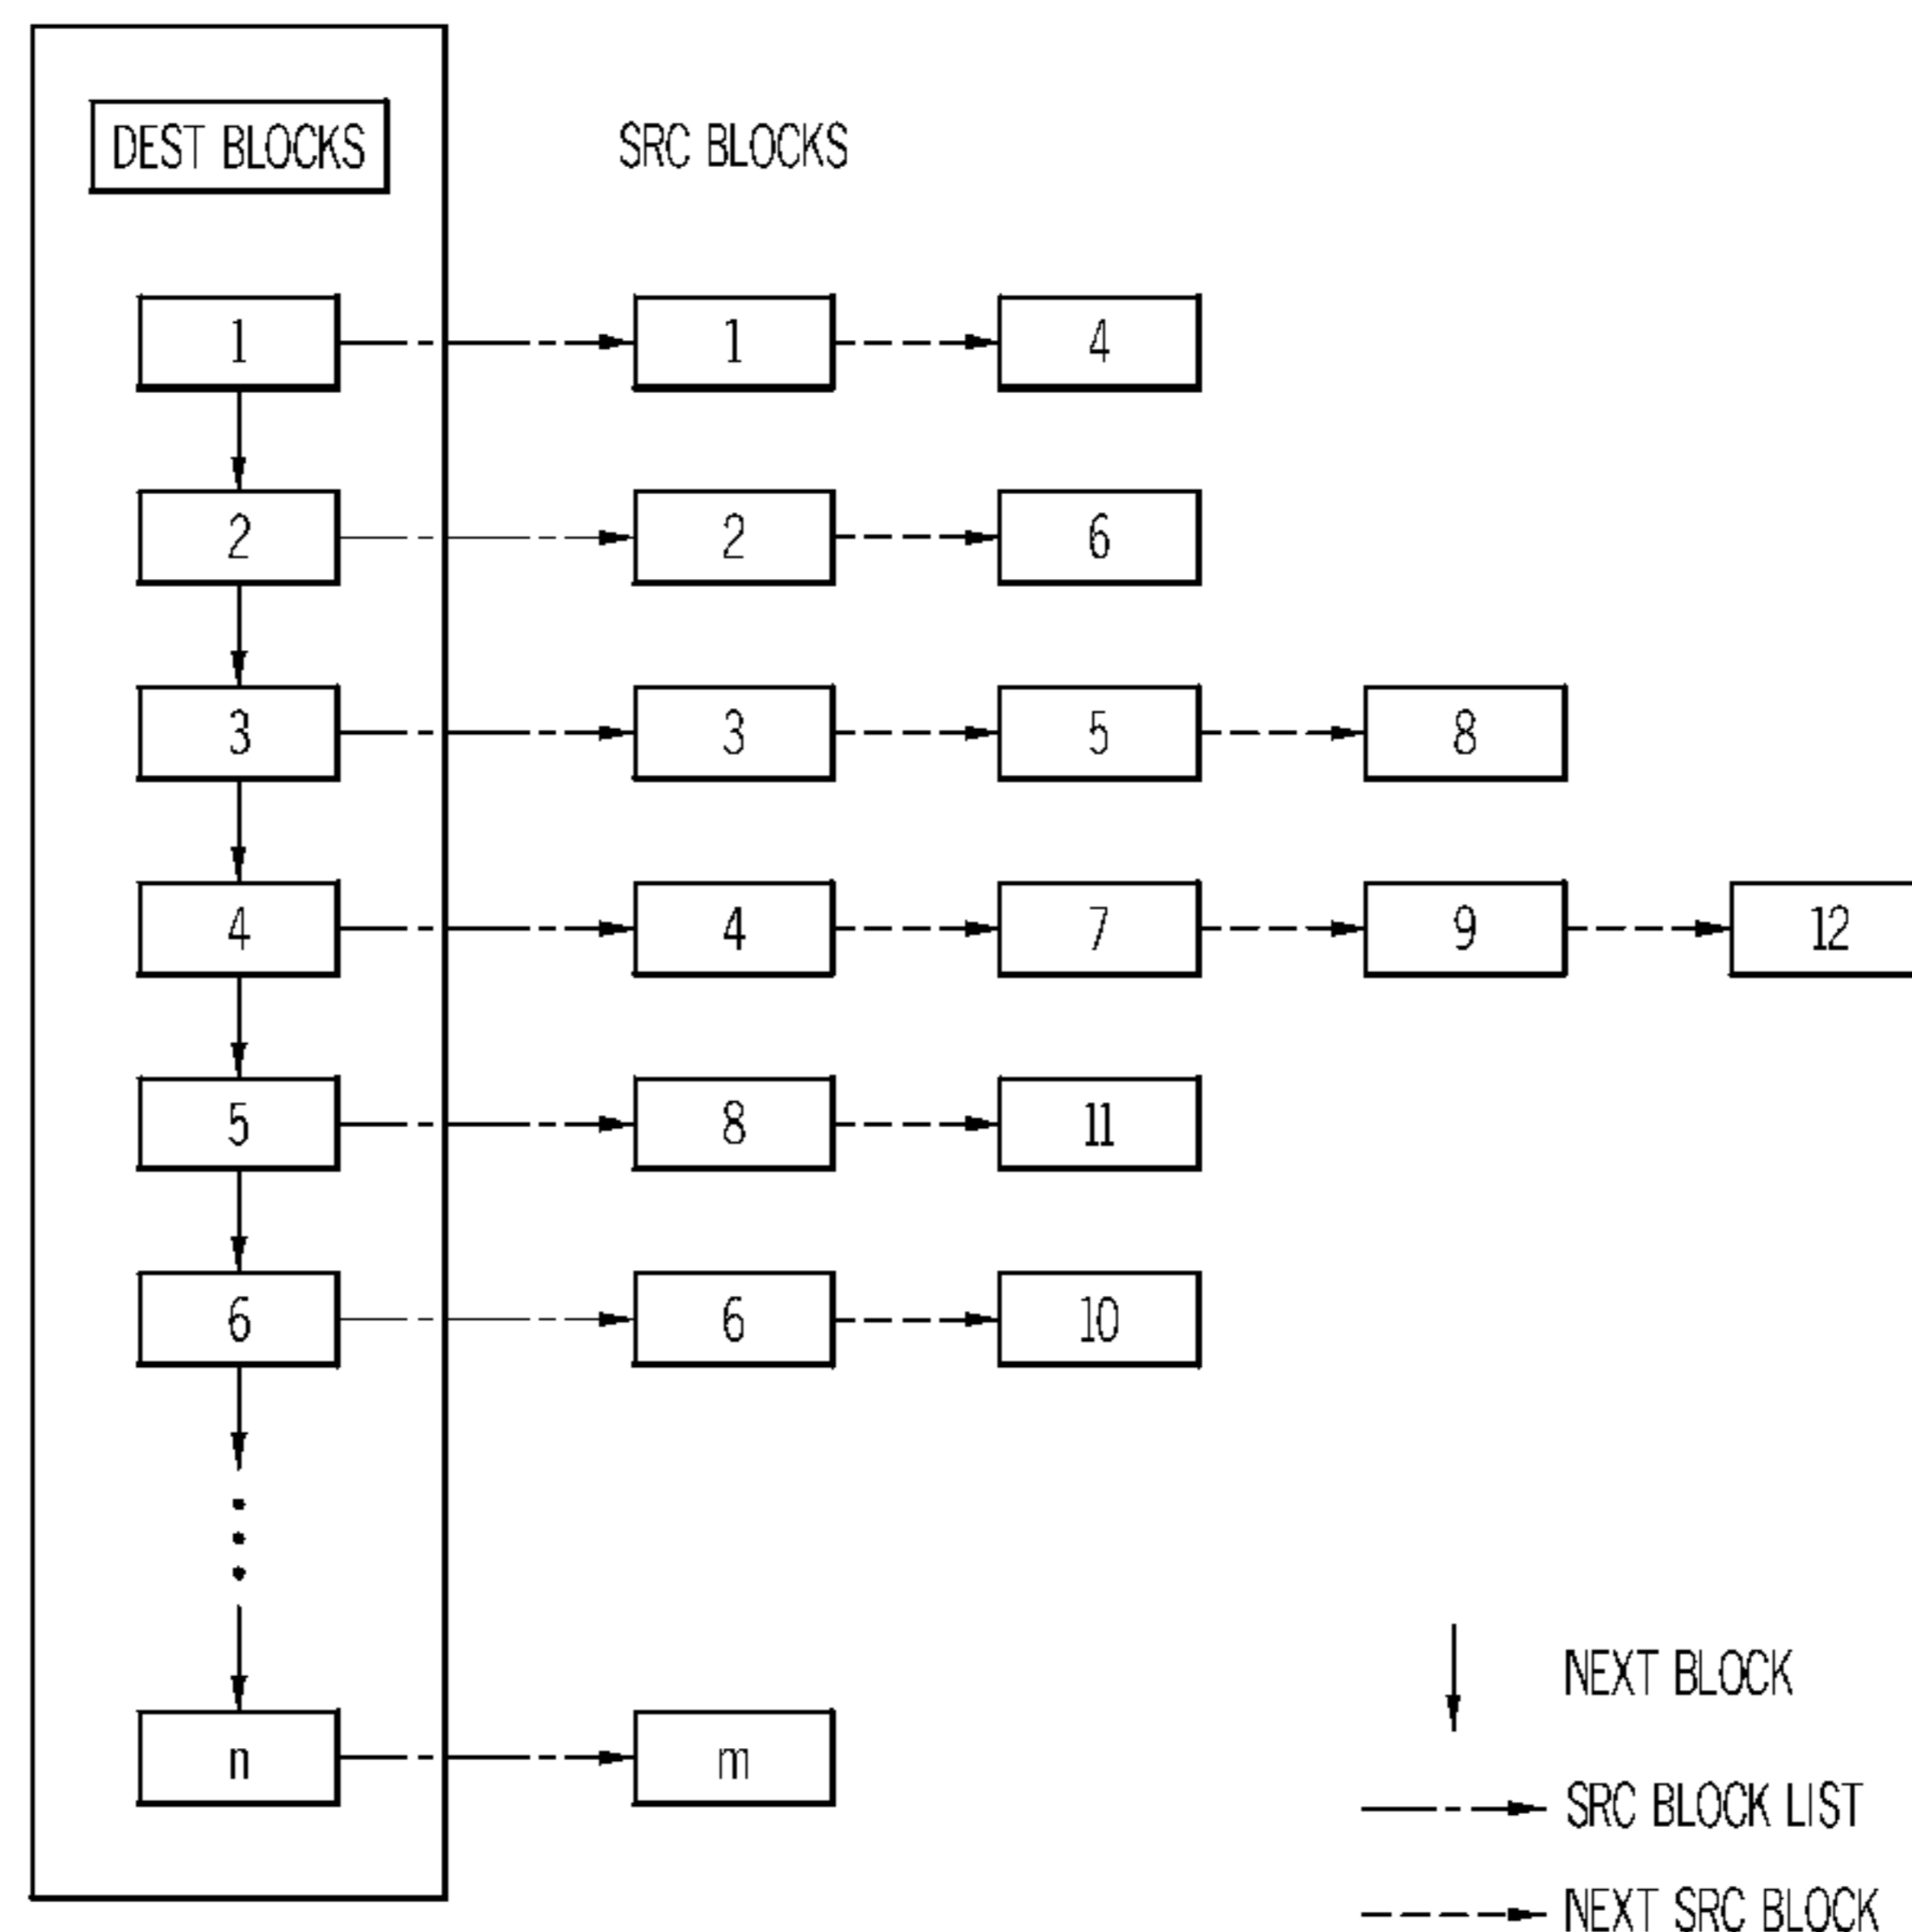 DEST BLOCKS SRC BLOCKS
1 1 4
2 2 6
3 3 5 8
4 4 7 9 12
5 8 11
6 6 10
n m
NEXT BLOCK
SRC BLOCK LIST
NEXT SRC BLOCK